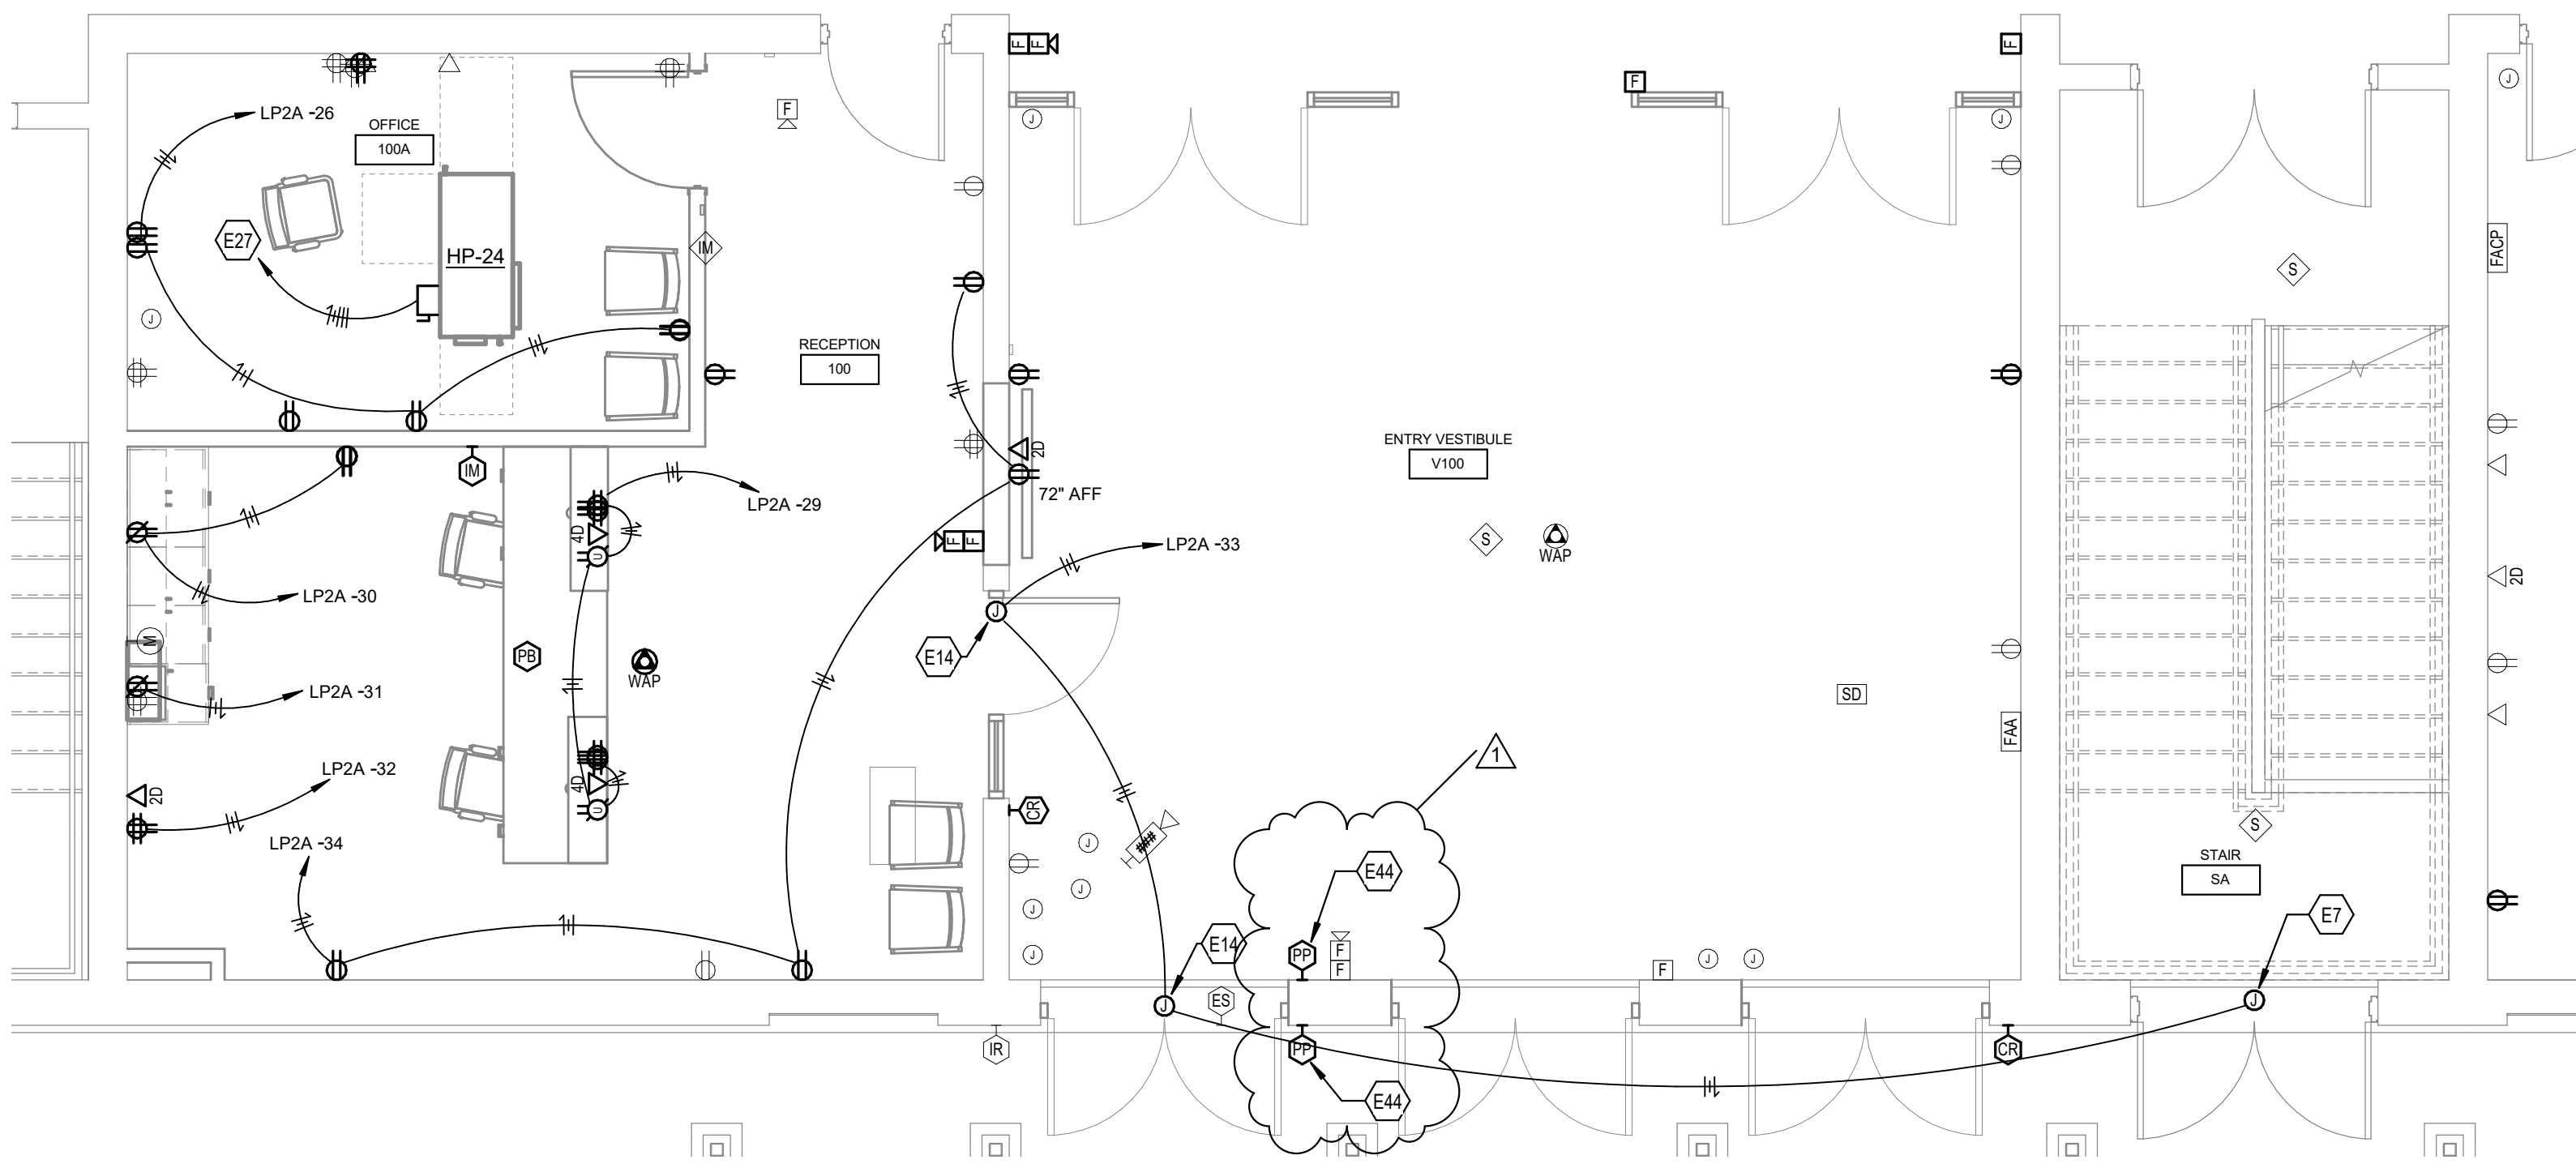 F F
F
F
J
F
J
J
LP2A -26
OFFICE
100A
E27
HP-24
IM
FACP
S
J
RECEPTION
100
ENTRY VESTIBULE
V100
2D
72" AFF
IM
LP2A -29
4D
U
F F
S
WAP
LP2A -33
2D
LP2A -30
J
E14
M
PB
WAP
LP2A -31
SD
FAA
1
LP2A -32
2D
4D
U
CR
###
S
LP2A -34
J
STAIR
SA
E44
J
J
E7
E14
J
PP
F
F
F
J
J
J
ES
J
IR
PP
CR
E44